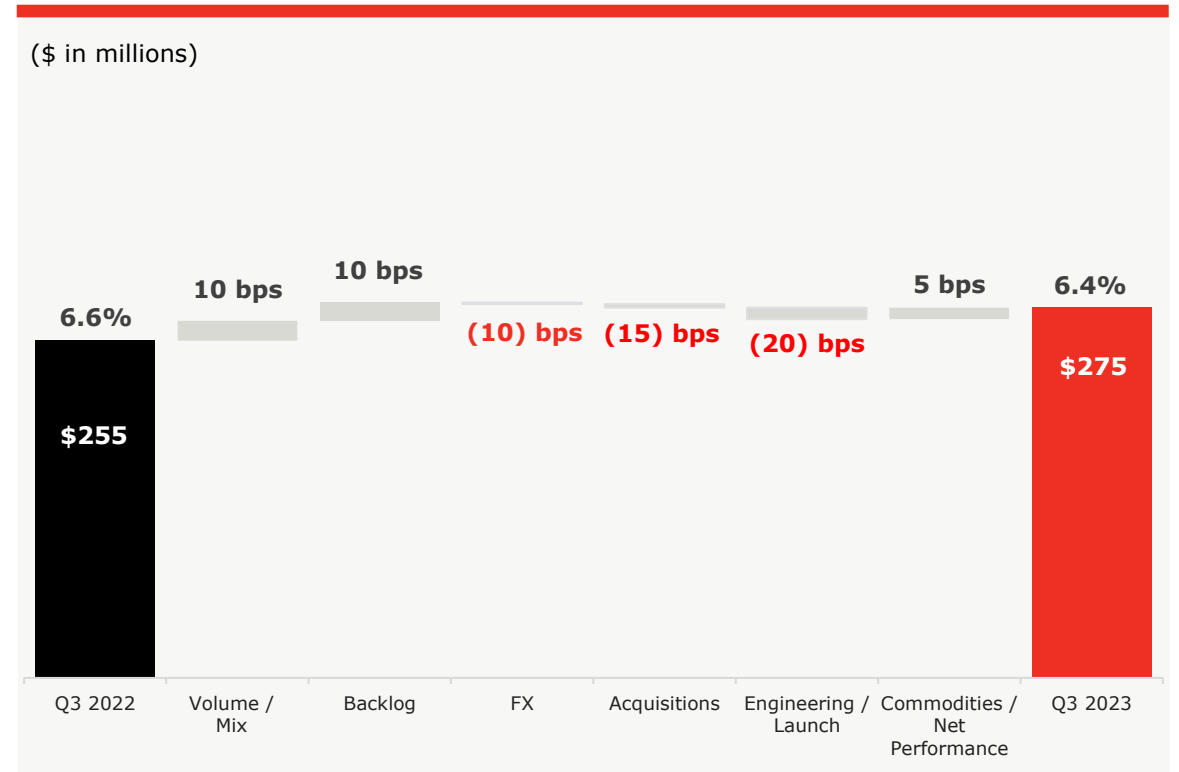 ($ in millions)
6.6%
10 bps
10 bps
(10) bps
(15) bps
(20) bps
5 bps
6.4%
$255
$275
Q3 2022
Volume /
Mix
Backlog
FX
Acquisitions
Engineering /
Launch
Commodities /
Net
Performance
Q3 2023